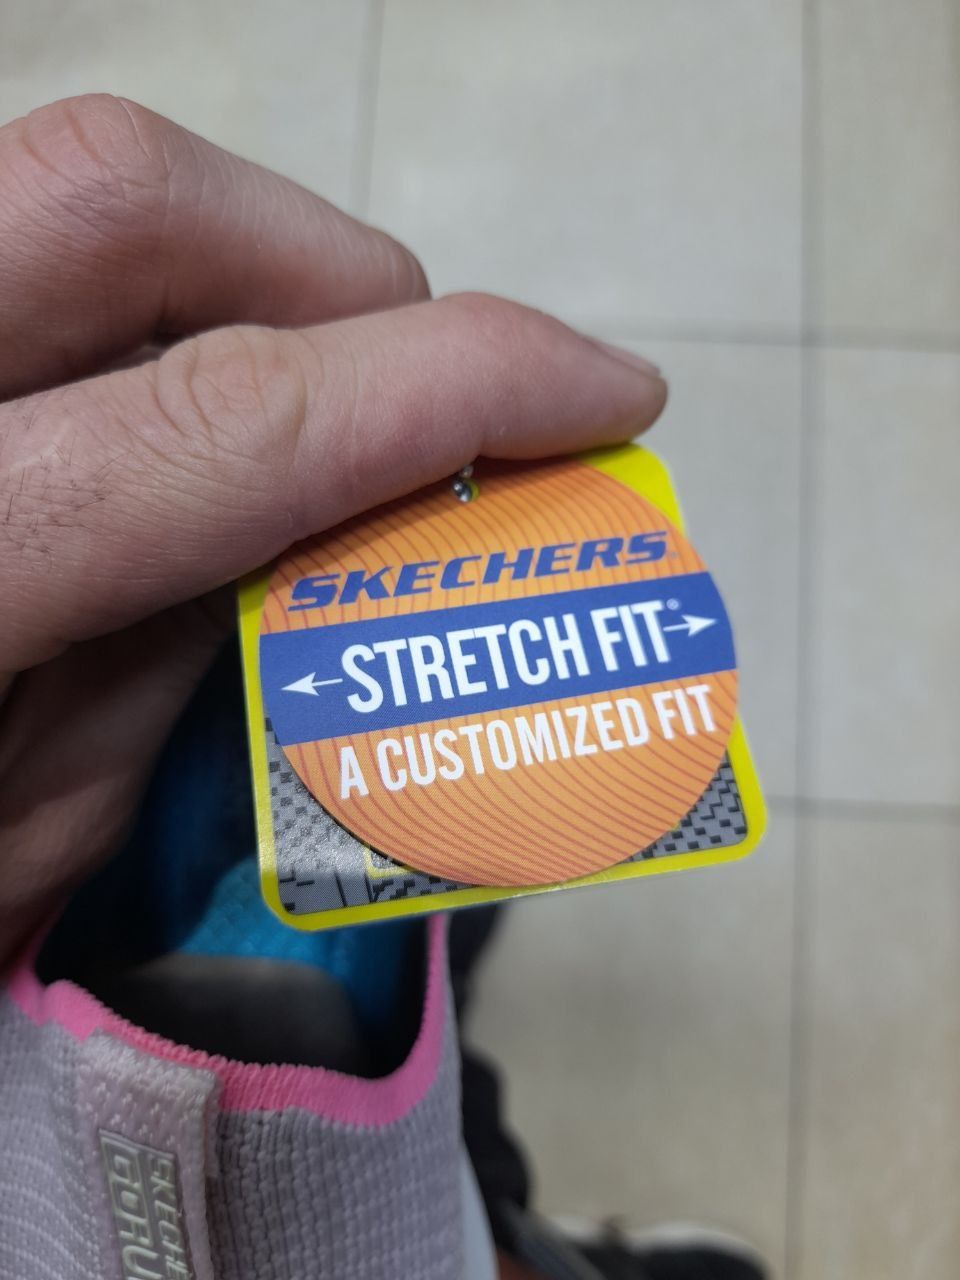 SKECHERS
STRETCH FIT®
A CUSTOMIZED FIT